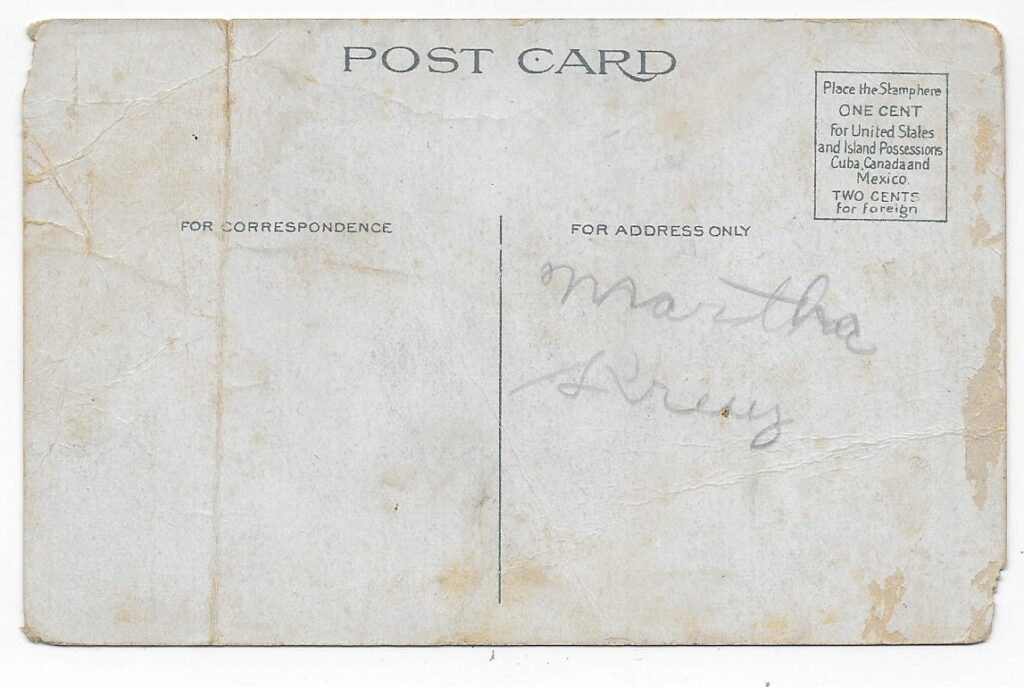 POST CARD
Place the Stamp here
ONE CENT
for United States
and Island Possessions
Cuba, Canada and
Mexico.
TWO CENTS
for foreign
FOR CORRESPONDENCE
FOR ADDRESS ONLY
Martha